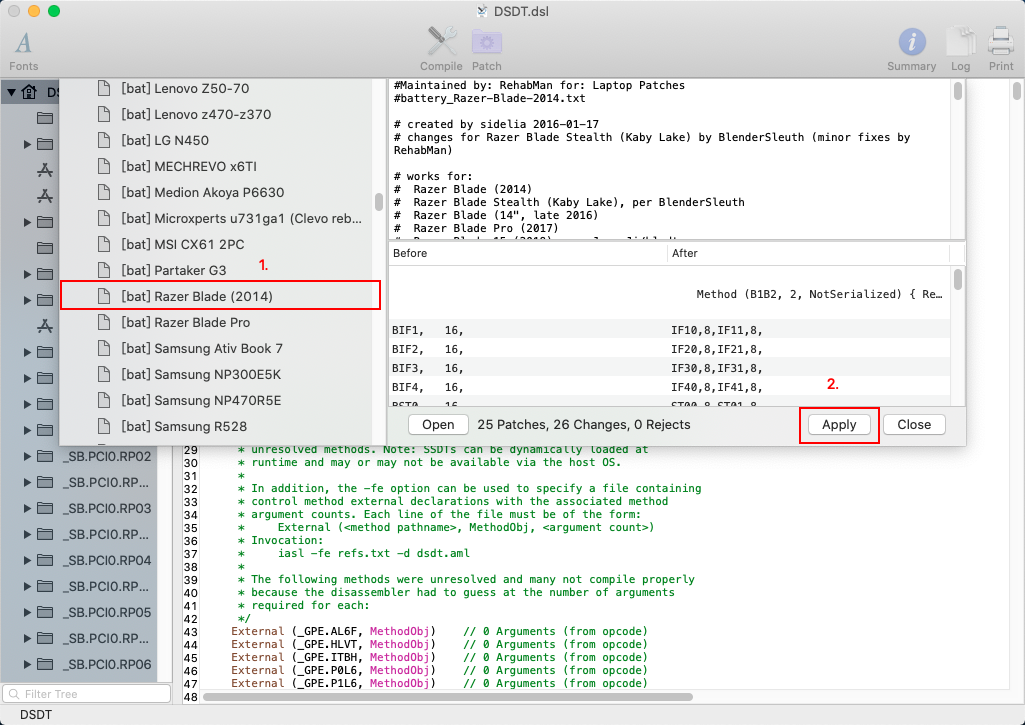 DSDT.dsl
Fonts
Compile
Patch
Summary
Log
Print
[bat] Lenovo Z50-70
[bat] Lenovo z470-z370
[bat] LG N450
[bat] MECHREVO x6TI
[bat] Medion Akoya P6630
[bat] Microxperts u731ga1 (Clevo reb...
[bat] MSI CX61 2PC
[bat] Partaker G3
1.
[bat] Razer Blade (2014)
[bat] Razer Blade Pro
[bat] Samsung Ativ Book 7
[bat] Samsung NP300E5K
[bat] Samsung NP470R5E
[bat] Samsung R528
#Maintained by: RehabMan for: Laptop Patches
#battery_Razer-Blade-2014.txt
# created by sidelia 2016-01-17
# changes for Razer Blade Stealth (Kaby Lake) by BlenderSleuth (minor fixes by
RehabMan)
# works for:
#  Razer Blade (2014)
#  Razer Blade Stealth (Kaby Lake), per BlenderSleuth
#  Razer Blade (14", late 2016)
#  Razer Blade Pro (2017)
Before After
Method (B1B2, 2, NotSerialized) { Re…
BIF1,   16, IF10,8,IF11,8,
BIF2,   16, IF20,8,IF21,8,
BIF3,   16, IF30,8,IF31,8,
BIF4,   16, IF40,8,IF41,8,
BST0,   16, ST00,8,ST01,8,
2.
Open 25 Patches, 26 Changes, 0 Rejects Apply Close
_SB.PCI0.RP02
_SB.PCI0.RP...
_SB.PCI0.RP03
_SB.PCI0.RP...
_SB.PCI0.RP04
_SB.PCI0.RP...
_SB.PCI0.RP05
_SB.PCI0.RP...
_SB.PCI0.RP06
29 * unresolved methods. Note: SSDTs can be dynamically loaded at
30 * runtime and may or may not be available via the host OS.
31 *
32 * In addition, the -fe option can be used to specify a file containing
33 * control method external declarations with the associated method
34 * argument counts. Each line of the file must be of the form:
35 *     External (<method pathname>, MethodObj, <argument count>)
36 * Invocation:
37 *     iasl -fe refs.txt -d dsdt.aml
38 *
39 * The following methods were unresolved and many not compile properly
40 * because the disassembler had to guess at the number of arguments
41 * required for each:
42 */
43 External (_GPE.AL6F, MethodObj)    // 0 Arguments (from opcode)
44 External (_GPE.HLVT, MethodObj)    // 0 Arguments (from opcode)
45 External (_GPE.ITBH, MethodObj)    // 0 Arguments (from opcode)
46 External (_GPE.P0L6, MethodObj)    // 0 Arguments (from opcode)
47 External (_GPE.P1L6, MethodObj)    // 0 Arguments (from opcode)
48
Filter Tree
DSDT